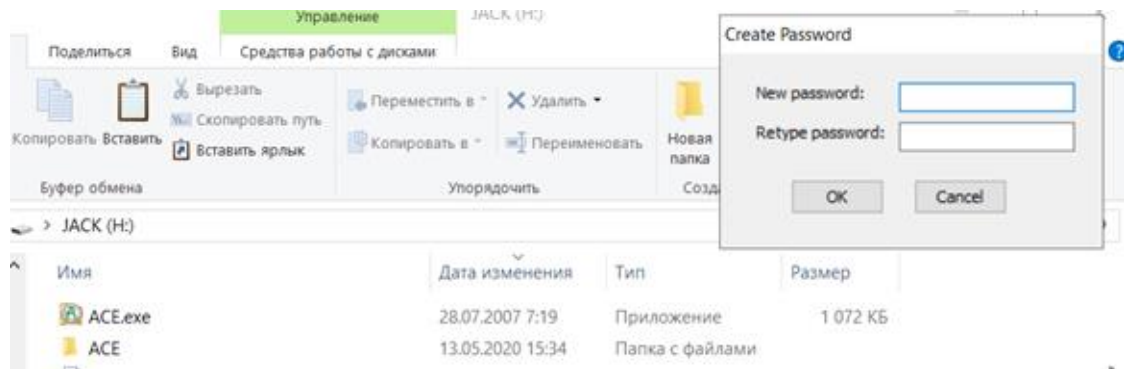 Управление
JACK (H:)
Поделиться Вид Средства работы с дисками
Create Password
New password:
Retype password:
OK Cancel
Копировать Вставить
Вырезать
Скопировать путь
Вставить ярлык
Переместить в
Копировать в
Удалить
Переименовать
Новая
папка
Буфер обмена
Упорядочить
> JACK (H:)
Имя Дата изменения Тип Размер
ACE.exe 28.07.2007 7:19 Приложение 1 072 КБ
ACE 13.05.2020 15:34 Папка с файлами